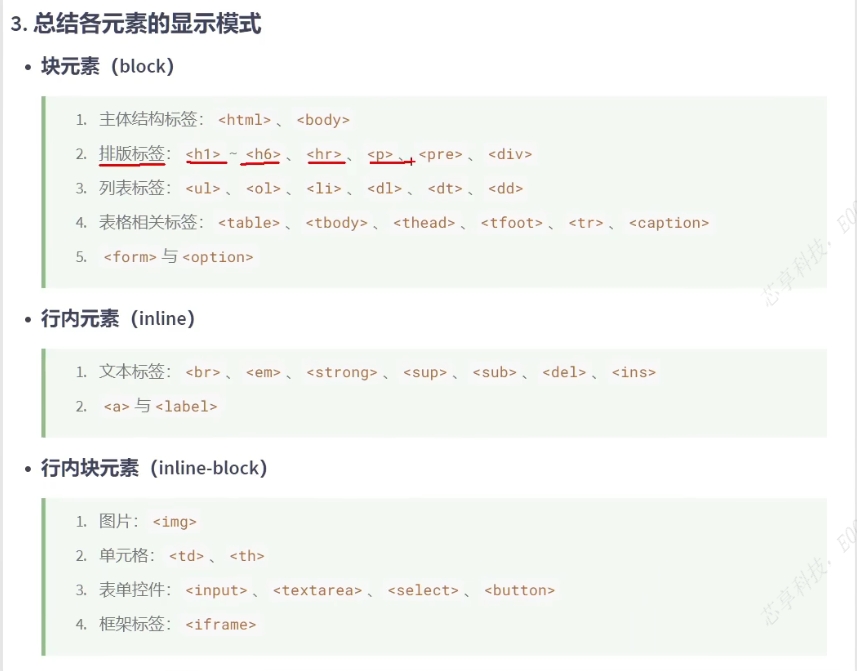 3. 总结各元素的显示模式
• 块元素（block）
1. 主体结构标签：<html>、<body>
2. 排版标签：<h1> ~ <h6>、<hr>、<p>、<pre>、<div>
3. 列表标签：<ul>、<ol>、<li>、<dl>、<dt>、<dd>
4. 表格相关标签：<table>、<tbody>、<thead>、<tfoot>、<tr>、<caption>
5. <form>与<option>
• 行内元素（inline）
1. 文本标签：<br>、<em>、<strong>、<sup>、<sub>、<del>、<ins>
2. <a>与<label>
• 行内块元素（inline-block）
1. 图片：<img>
2. 单元格：<td>、<th>
3. 表单控件：<input>、<textarea>、<select>、<button>
4. 框架标签：<iframe>
芯享科技、
芯享科技、